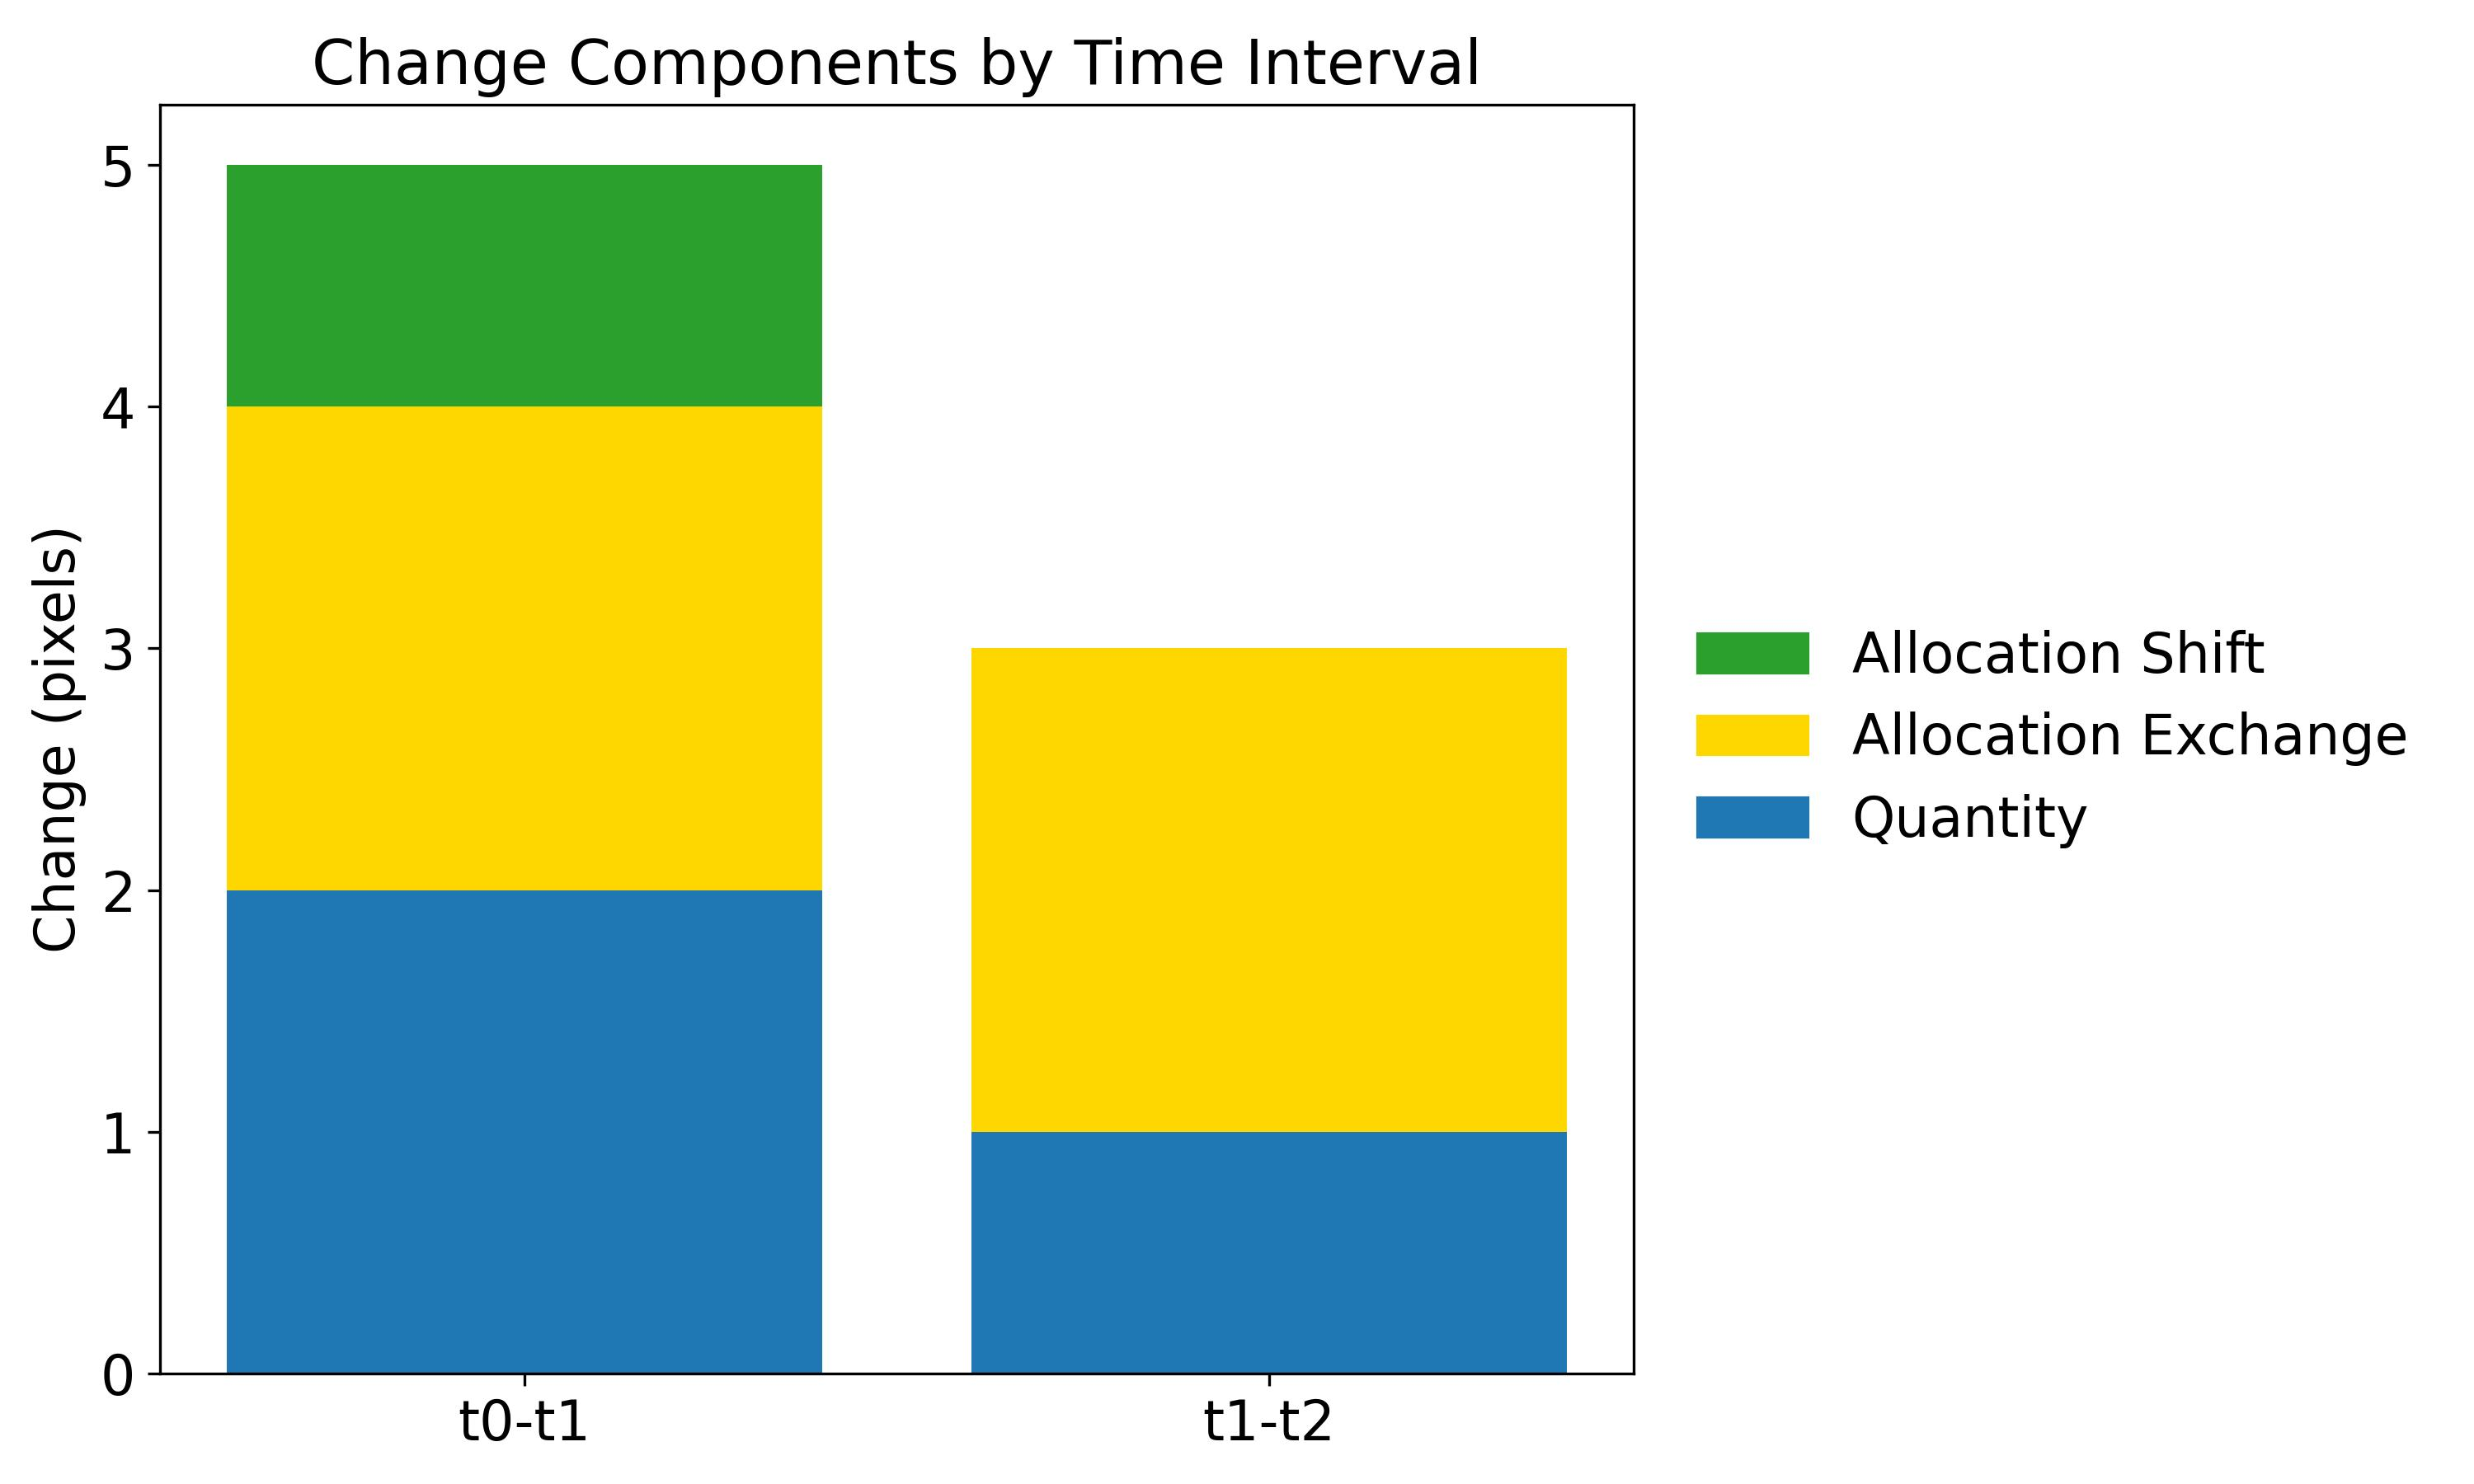 Change Components by Time Interval
Change (pixels)
5
4
3
2
1
0
t0-t1
t1-t2
Allocation Shift
Allocation Exchange
Quantity